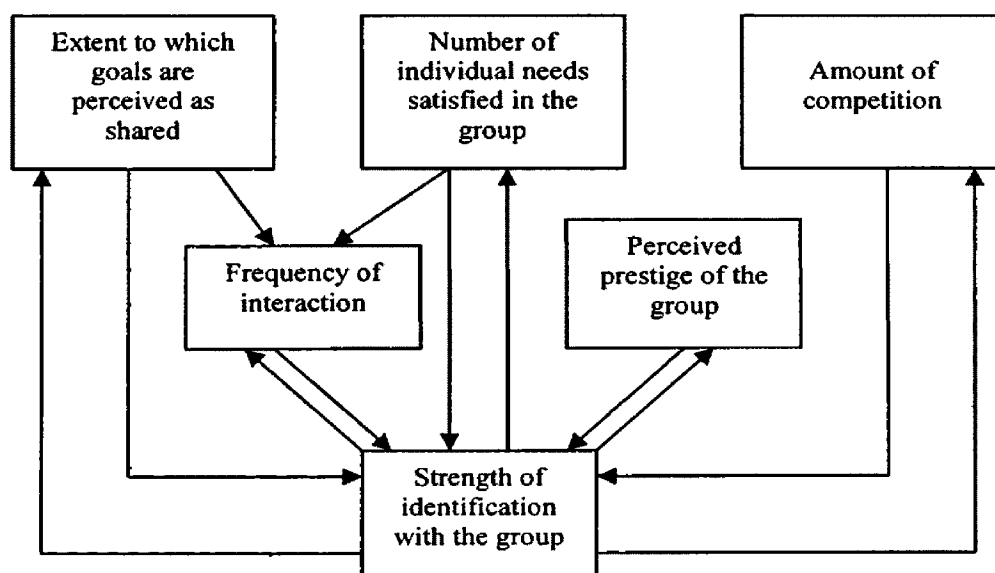 Extent to which
goals are
perceived as
shared
Number of
individual needs
satisfied in the
group
Amount of
competition
Frequency of
interaction
Perceived
prestige of the
group
Strength of
identification
with the group